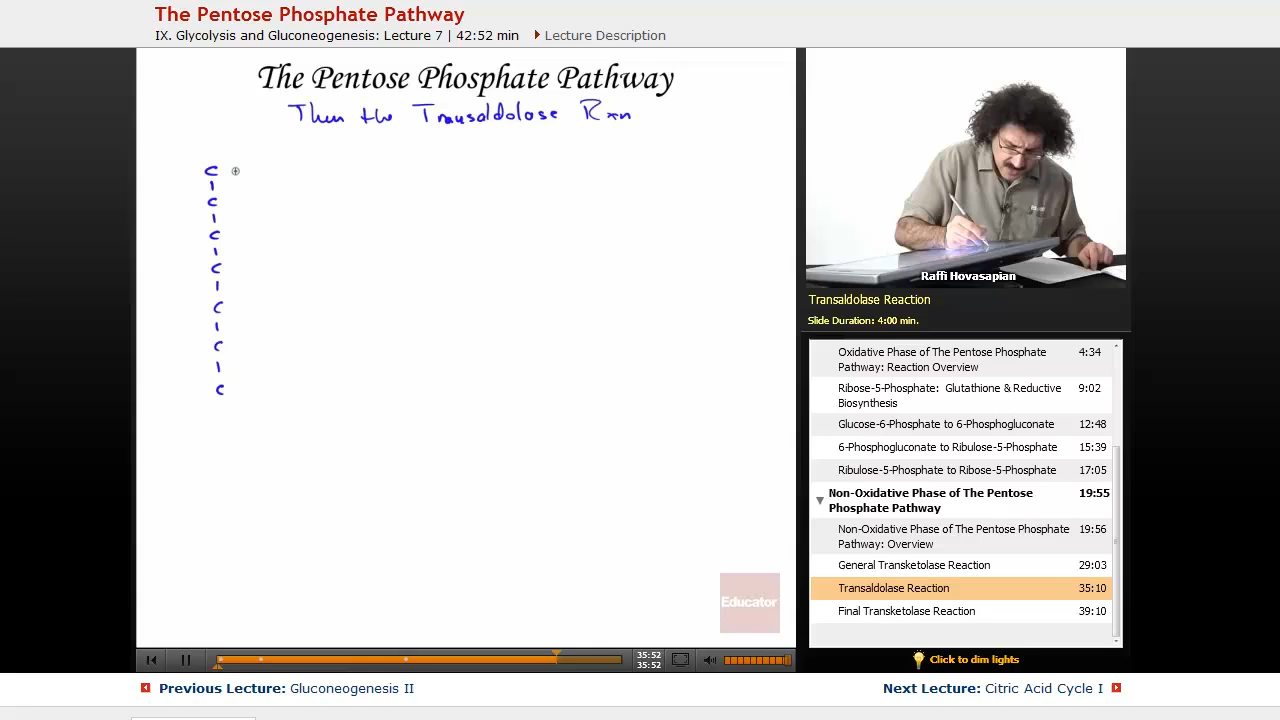 The Pentose Phosphate Pathway
IX. Glycolysis and Gluconeogenesis: Lecture 7 | 42:52 min
Lecture Description
The Pentose Phosphate Pathway
Then the Transaldolase Rxn
C
C
C
C
C
C
C
Educator
Raffi Hovasapian
Transaldolase Reaction
Slide Duration: 4:00 min.
Oxidative Phase of The Pentose Phosphate 4:34
Pathway: Reaction Overview
Ribose-5-Phosphate: Glutathione & Reductive 9:02
Biosynthesis
Glucose-6-Phosphate to 6-Phosphogluconate 12:48
6-Phosphogluconate to Ribulose-5-Phosphate 15:39
Ribulose-5-Phosphate to Ribose-5-Phosphate 17:05
Non-Oxidative Phase of The Pentose 19:55
Phosphate Pathway
Non-Oxidative Phase of The Pentose Phosphate 19:56
Pathway: Overview
General Transketolase Reaction 29:03
Transaldolase Reaction 35:10
Final Transketolase Reaction 39:10
35:52
35:52
Click to dim lights
Previous Lecture: Gluconeogenesis II
Next Lecture: Citric Acid Cycle I